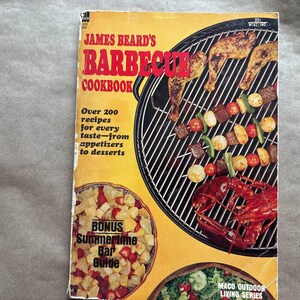 JAMES BEARD'S
BARBECUE
COOKBOOK
Over 200
recipes
for every
taste—from
appetizers
to desserts
BONUS
Summertime
Bar
Guide
MACO OUTDOOR
LIVING SERIES